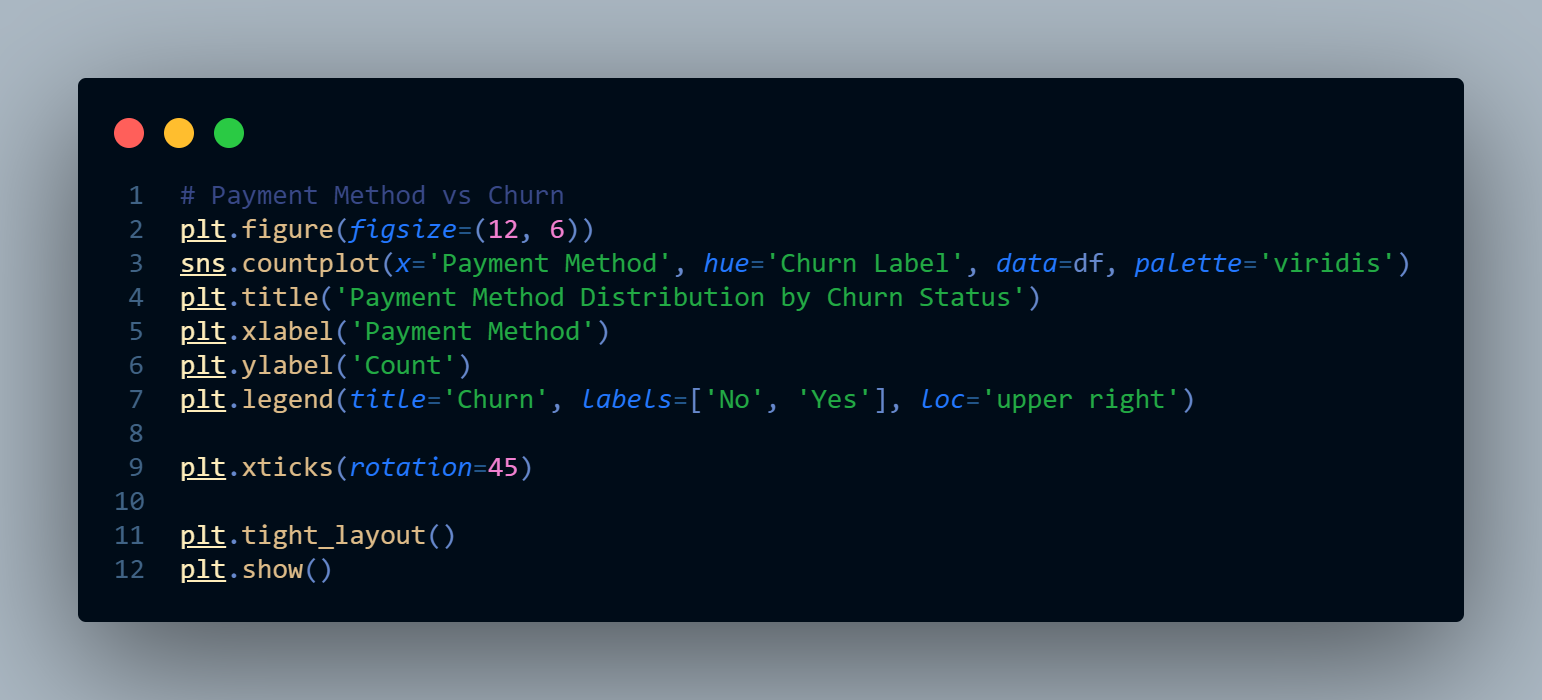 1 # Payment Method vs Churn
2 plt.figure(figsize=(12, 6))
3 sns.countplot(x='Payment Method', hue='Churn Label', data=df, palette='viridis')
4 plt.title('Payment Method Distribution by Churn Status')
5 plt.xlabel('Payment Method')
6 plt.ylabel('Count')
7 plt.legend(title='Churn', labels=['No', 'Yes'], loc='upper right')
8
9 plt.xticks(rotation=45)
10
11 plt.tight_layout()
12 plt.show()